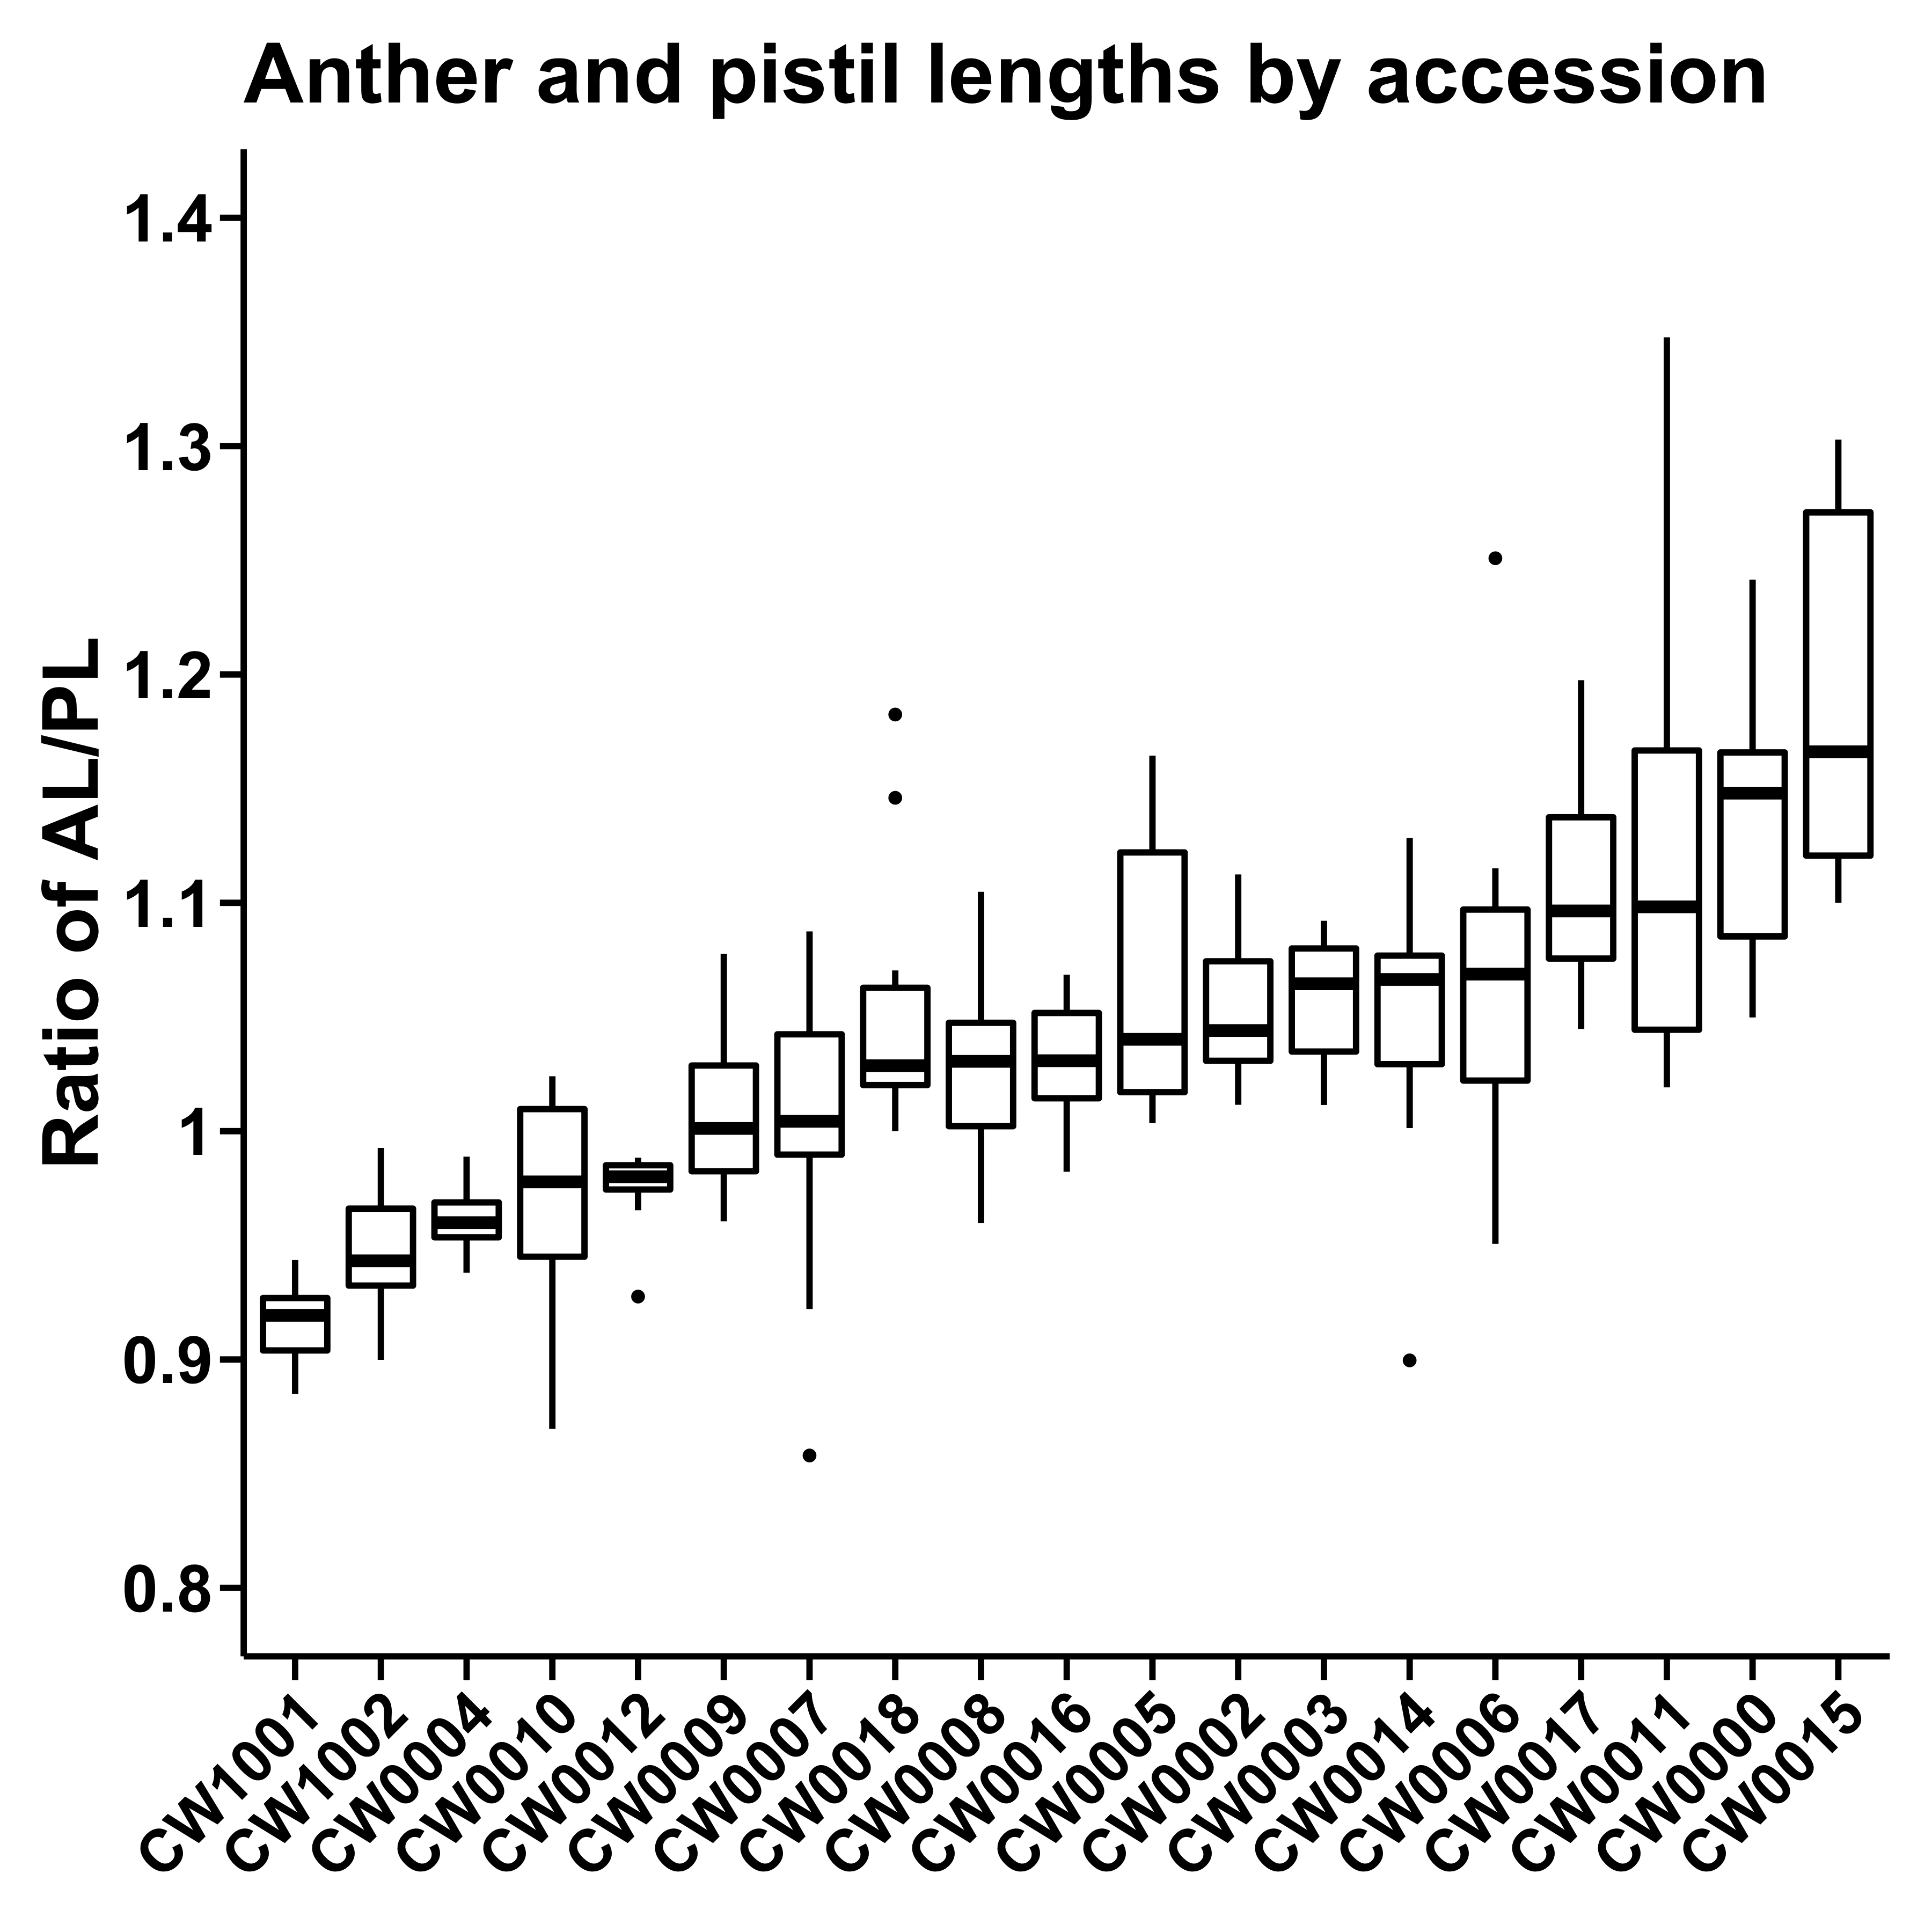 Anther and pistil lengths by accession
Ratio of AL/PL
1.4
1.3
1.2
1.1
1
0.9
0.8
CW1001
CW1002
CW0004
CW0010
CW0012
CW0009
CW0007
CW0018
CW0008
CW0016
CW0005
CW0002
CW0003
CW0014
CW0006
CW0017
CW0011
CW0000
CW0015